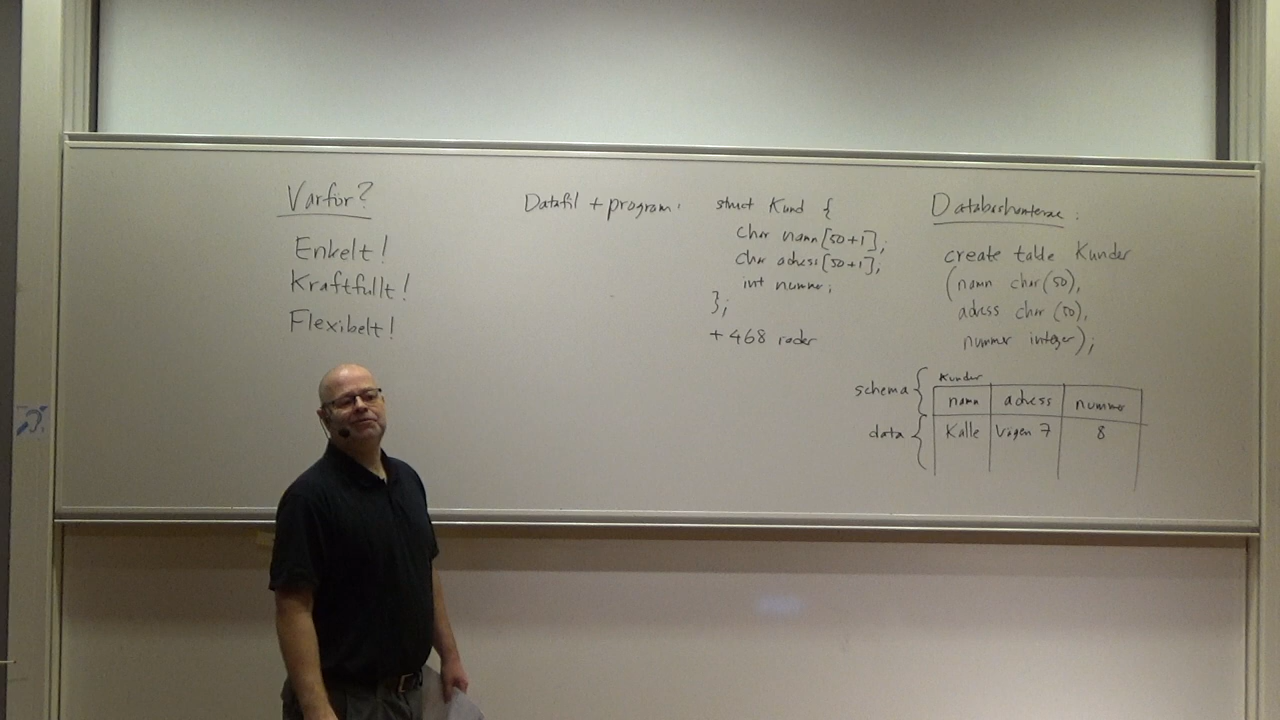 Varför?
Enkelt!
Kraftfullt!
Flexibelt!
Datafil + program:
struct Kund {
char namn[50+1];
char adress[50+1];
int nummer;
};
+ 468 rader
Databashanterare:
create table Kunder
(namn char(50),
adress char(50),
nummer integer);
schema { Kunder
namn adress nummer
data { Kalle Vägen 7 8